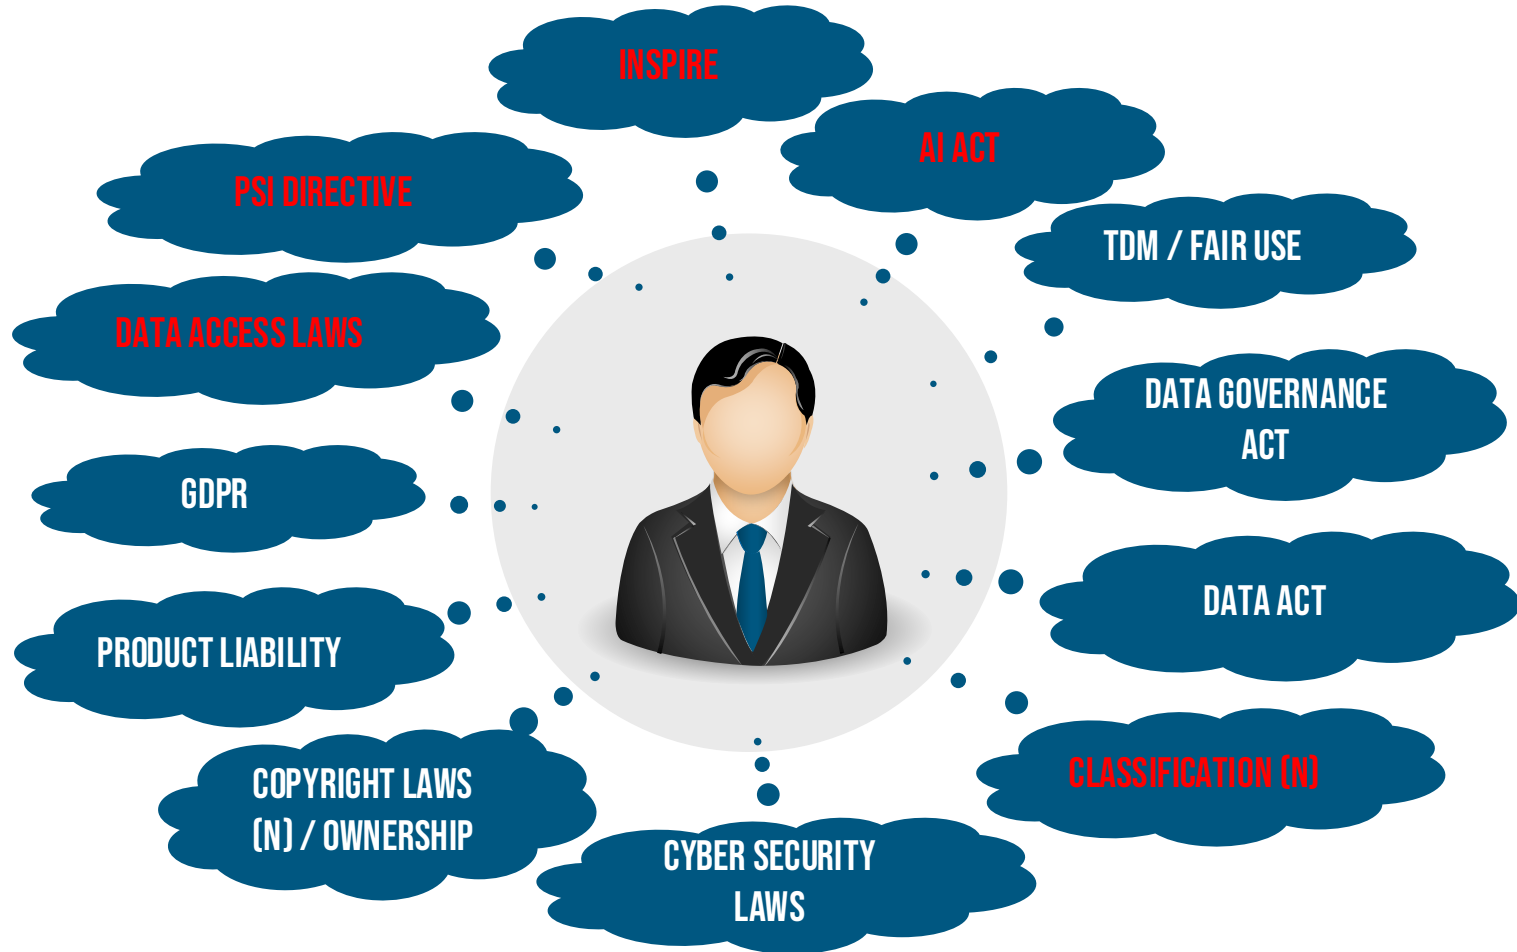 INSPIRE
AI ACT
PSI DIRECTIVE
TDM / FAIR USE
DATA ACCESS LAWS
DATA GOVERNANCE
ACT
GDPR
DATA ACT
PRODUCT LIABILITY
CLASSIFICATION (N)
COPYRIGHT LAWS
(N) / OWNERSHIP
CYBER SECURITY
LAWS